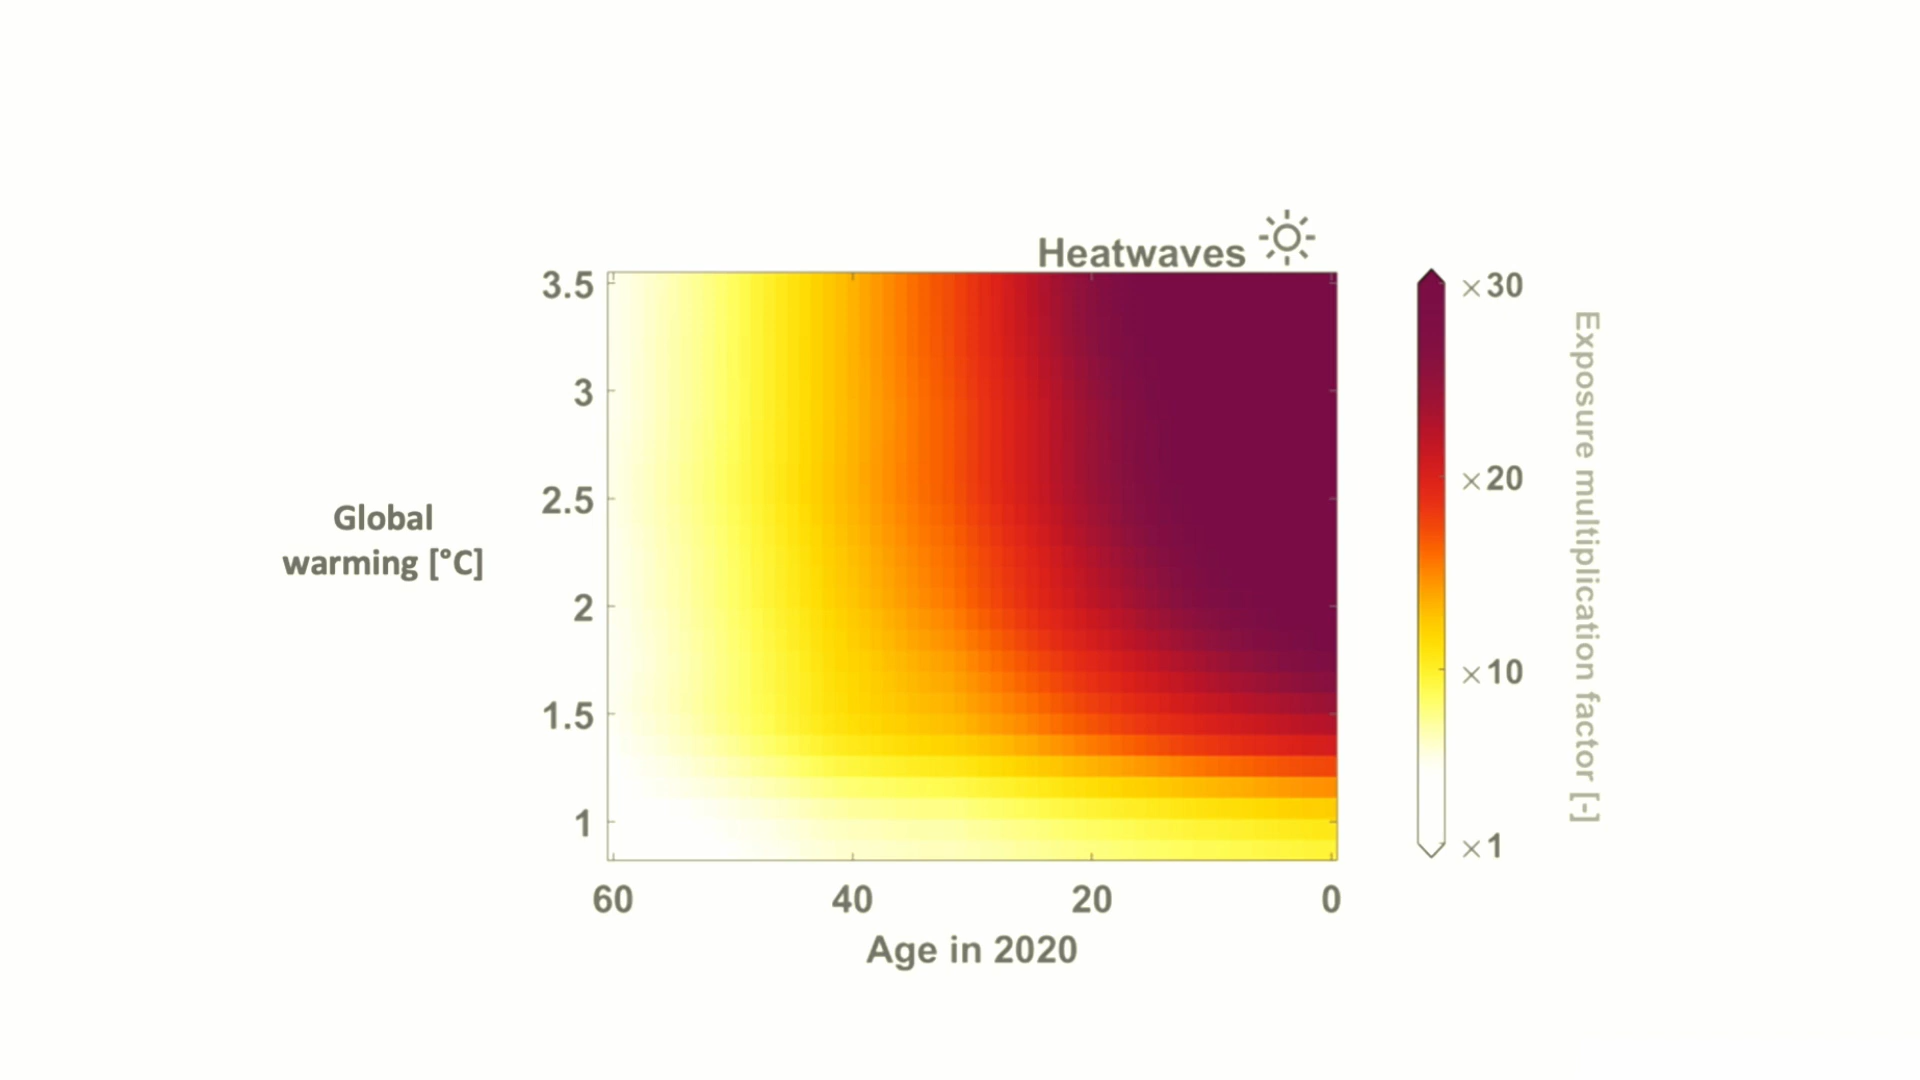 Heatwaves
3.5
3
2.5
2
1.5
1
Global
warming [°C]
60 40 20 0
Age in 2020
×30
×20
×10
×1
Exposure multiplication factor [-]